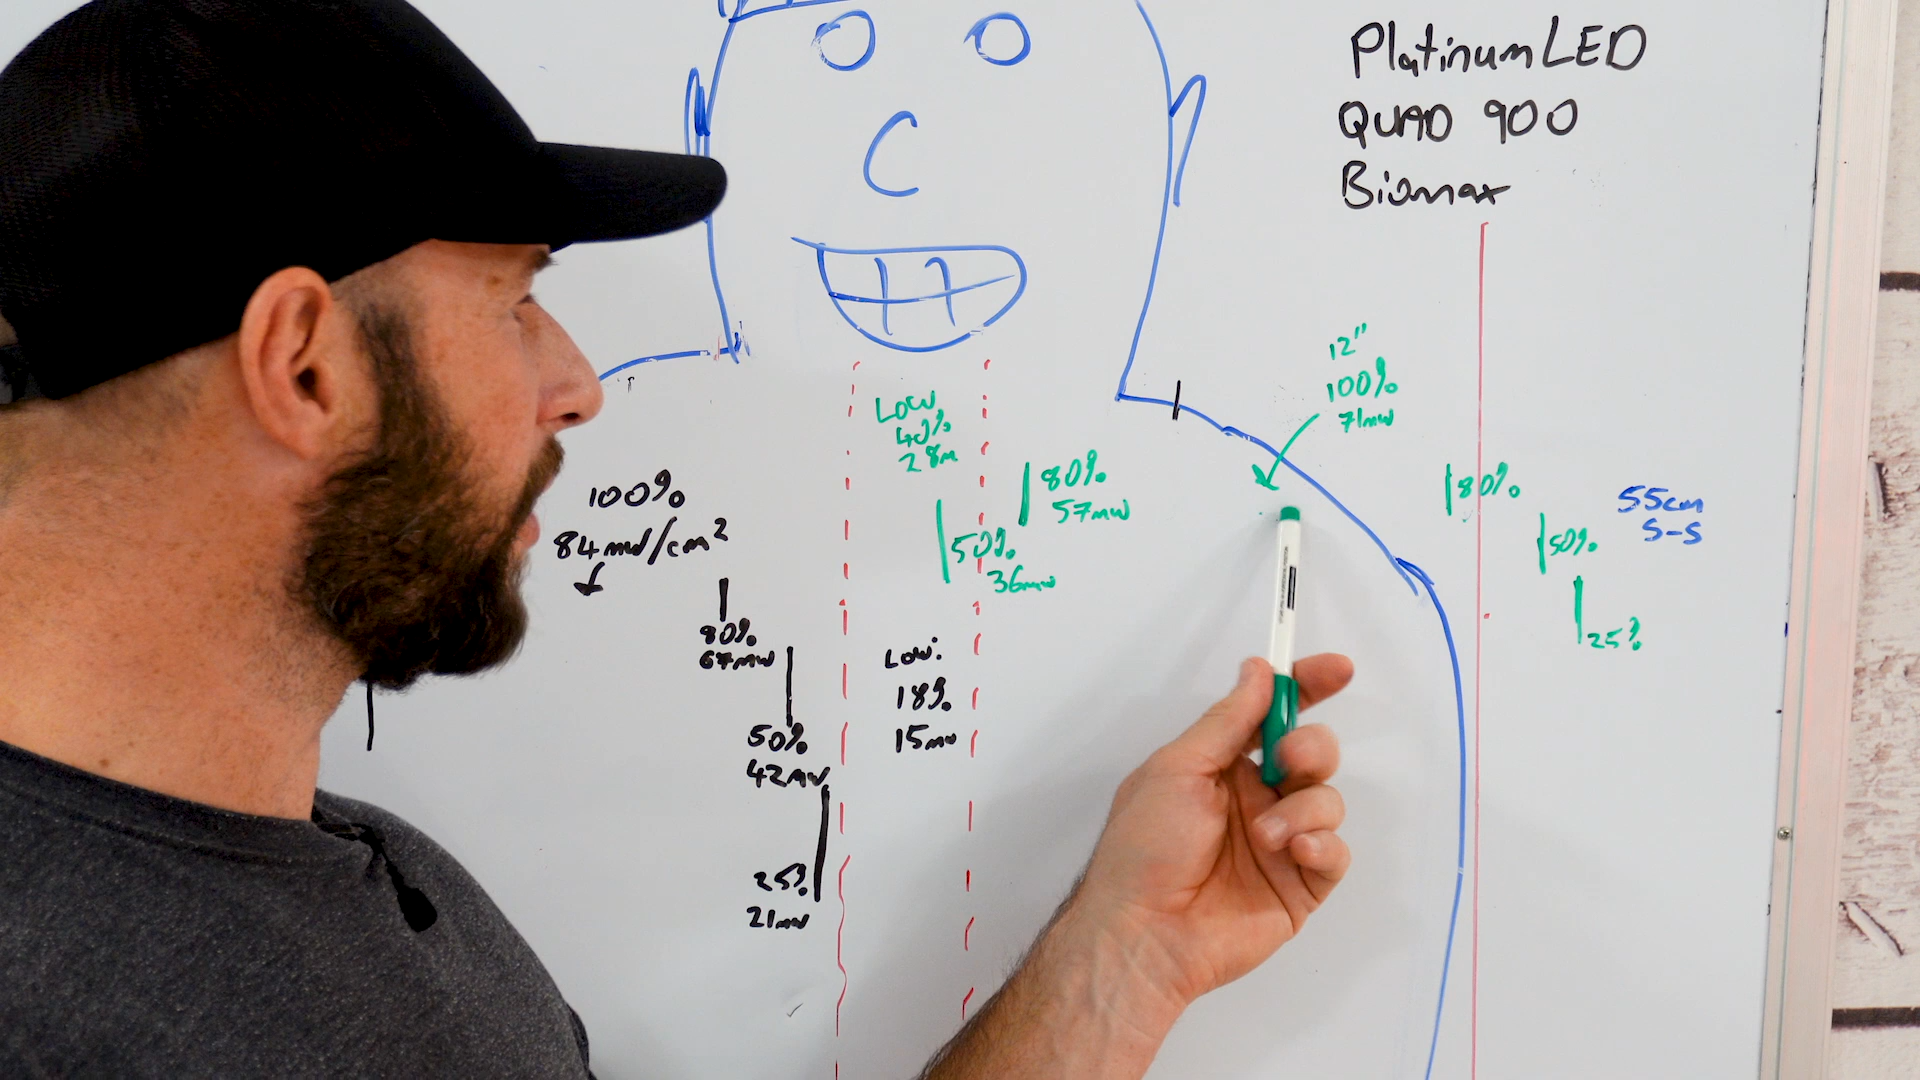 PlatinumLED
QUAD 900
Biomax
12"
100%
71mw
LOW
40%
28m
80%
57mw
50%
36mw
80%
50%
25%
55cm
S-S
100%
84mw/cm²
80%
67mw
50%
42mw
25%
21mw
LOW:
18%
15mw